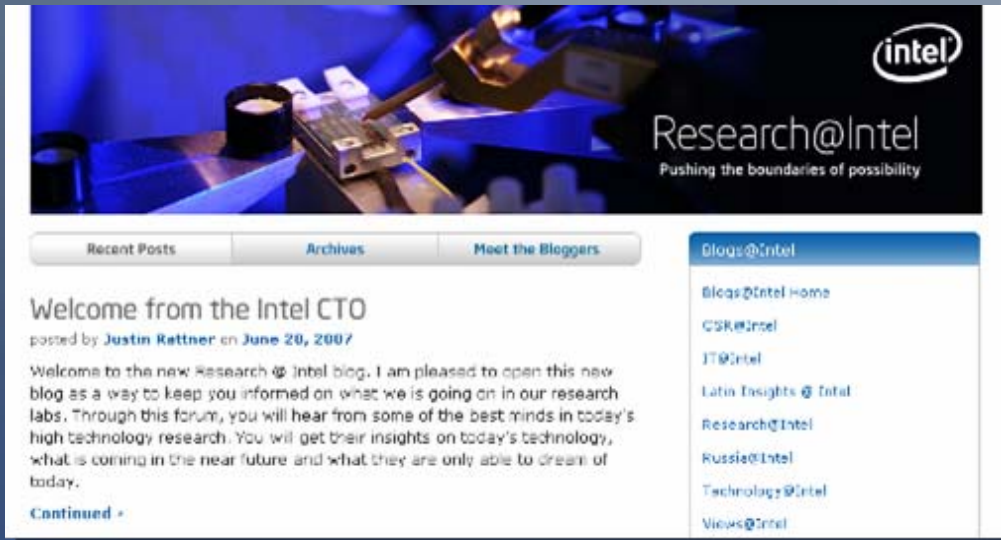 intel
Research@Intel
Pushing the boundaries of possibility
Recent Posts
Archives
Meet the Bloggers
Welcome from the Intel CTO
posted by Justin Rattner on June 20, 2007
Welcome to the new Research @ Intel blog. I am pleased to open this new
blog as a way to keep you informed on what we is going on in our research
labs. Through this forum, you will hear from some of the best minds in today's
high technology research. You will get their insights on today's technology,
what is coming in the near future and what they are only able to dream of
today.
Continued
Blogs@Intel
Blogs@Intel Home
CSR@Intel
IT@Intel
Latin Insights @ Intel
Research@Intel
Russia@Intel
Technology@Intel
Views@Intel